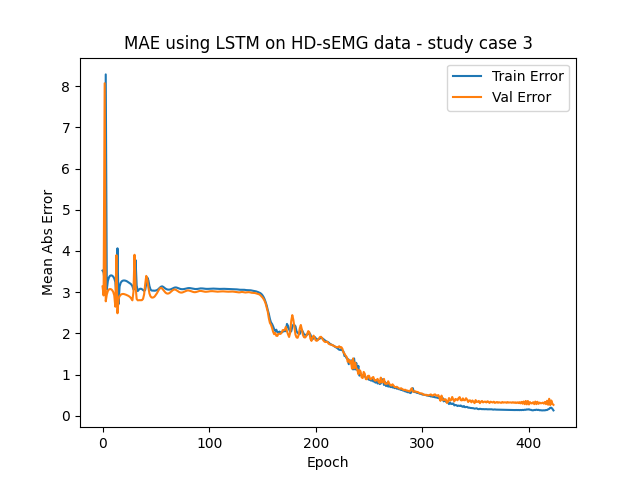 MAE using LSTM on HD-sEMG data - study case 3
Train Error
Val Error
Mean Abs Error
8
7
6
5
4
3
2
1
0
0 100 200 300 400
Epoch